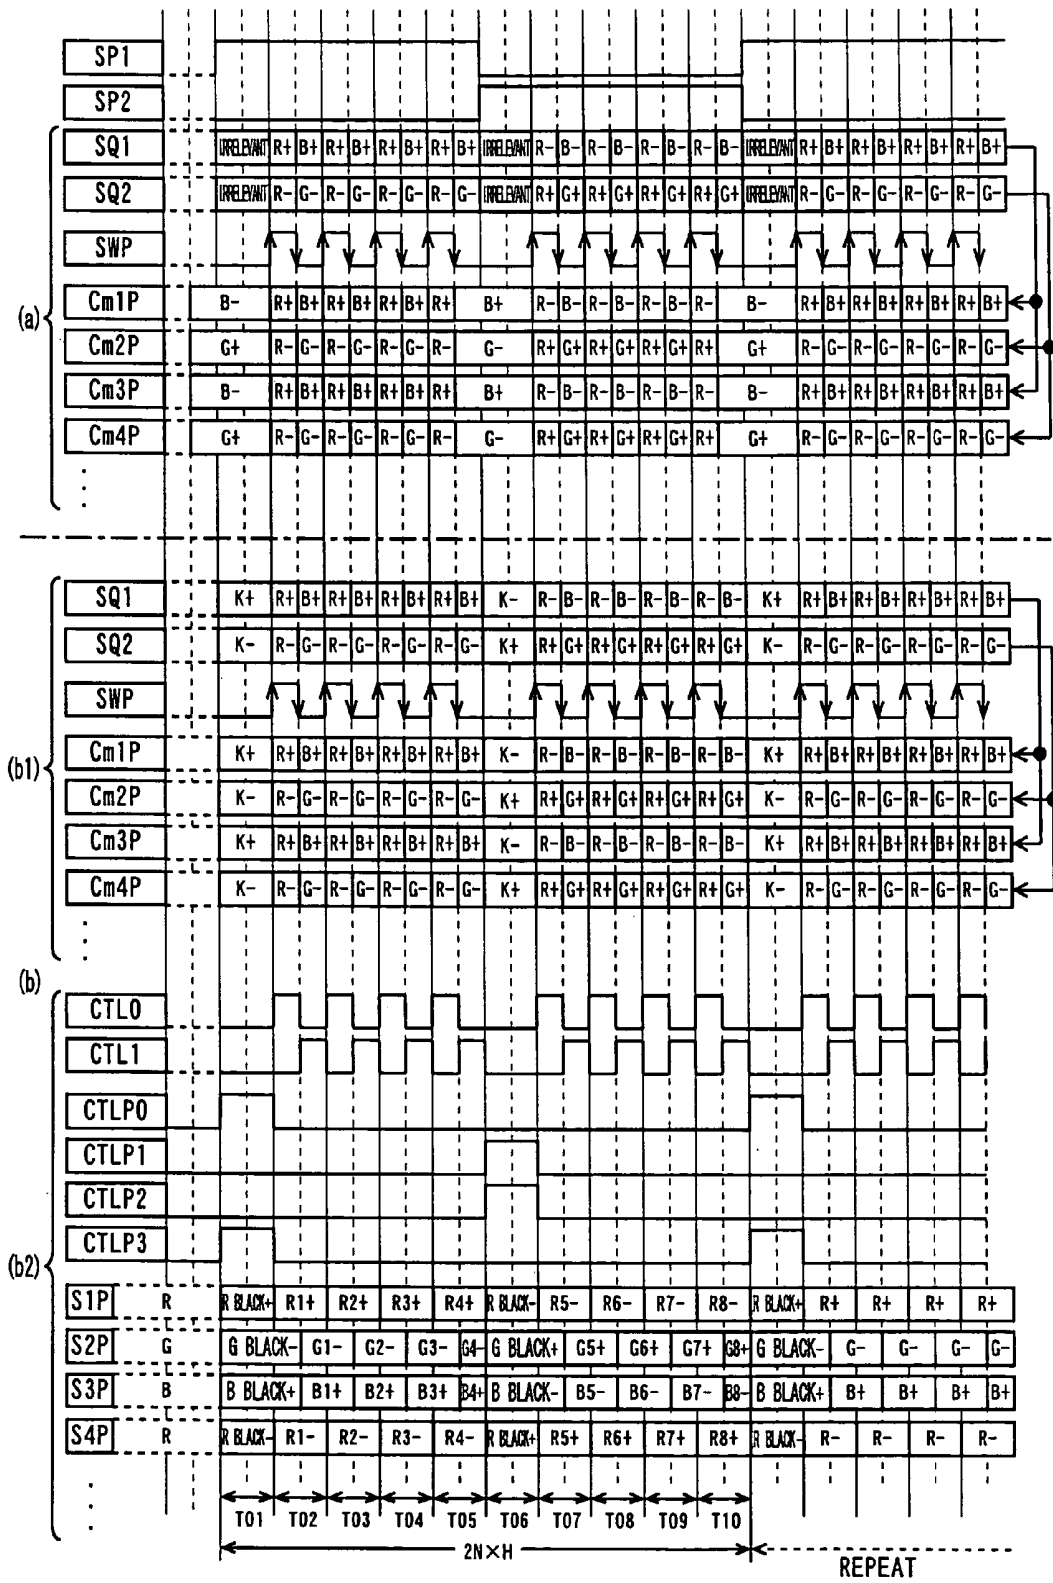 SP1
SP2
(a)
SQ1 IRRELEVANT R+ B+ R+ B+ R+ B+ R+ B+ IRRELEVANT R- B- R- B- R- B- R- B- IRRELEVANT R+ B+ R+ B+ R+ B+ R+ B+
SQ2 IRRELEVANT R- G- R- G- R- G- R- G- IRRELEVANT R+ G+ R+ G+ R+ G+ R+ G+ IRRELEVANT R- G- R- G- R- G- R- G-
SWP
Cm1P B- R+ B+ R+ B+ R+ B+ R+ B+ R- B- R- B- R- B- R- B- R+ B+ R+ B+ R+ B+ R+ B+
Cm2P G+ R- G- R- G- R- G- R- G- R+ G+ R+ G+ R+ G+ R+ G+ R- G- R- G- R- G- R- G-
Cm3P B- R+ B+ R+ B+ R+ B+ R+ B+ R- B- R- B- R- B- R- B- R+ B+ R+ B+ R+ B+ R+ B+
Cm4P G+ R- G- R- G- R- G- R- G- R+ G+ R+ G+ R+ G+ R+ G+ R- G- R- G- R- G- R- G-
(b1)
SQ1 K+ R+ B+ R+ B+ R+ B+ R+ B+ K- R- B- R- B- R- B- R- B- K+ R+ B+ R+ B+ R+ B+ R+ B+
SQ2 K- R- G- R- G- R- G- R- G- K+ R+ G+ R+ G+ R+ G+ R+ G+ K- R- G- R- G- R- G- R- G-
SWP
Cm1P K+ R+ B+ R+ B+ R+ B+ R+ B+ K- R- B- R- B- R- B- R- B- K+ R+ B+ R+ B+ R+ B+ R+ B+
Cm2P K- R- G- R- G- R- G- R- G- K+ R+ G+ R+ G+ R+ G+ R+ G+ K- R- G- R- G- R- G- R- G-
Cm3P K+ R+ B+ R+ B+ R+ B+ R+ B+ K- R- B- R- B- R- B- R- B- K+ R+ B+ R+ B+ R+ B+ R+ B+
Cm4P K- R- G- R- G- R- G- R- G- K+ R+ G+ R+ G+ R+ G+ R+ G+ K- R- G- R- G- R- G- R- G-
(b)
CTL0
CTL1
CTLP0
CTLP1
CTLP2
CTLP3
(b2)
S1P R R BLACK+ R1+ R2+ R3+ R4+ R BLACK- R5- R6- R7- R8- R BLACK+ R+ R+ R+ R+
S2P G G BLACK- G1- G2- G3- G4- G BLACK+ G5+ G6+ G7+ G8+ G BLACK- G- G- G- G-
S3P B B BLACK+ B1+ B2+ B3+ B4+ B BLACK- B5- B6- B7- B8- B BLACK+ B+ B+ B+ B+
S4P R R BLACK- R1- R2- R3- R4- R BLACK+ R5+ R6+ R7+ R8+ R BLACK- R- R- R- R-
T01 T02 T03 T04 T05 T06 T07 T08 T09 T10
2N×H
REPEAT